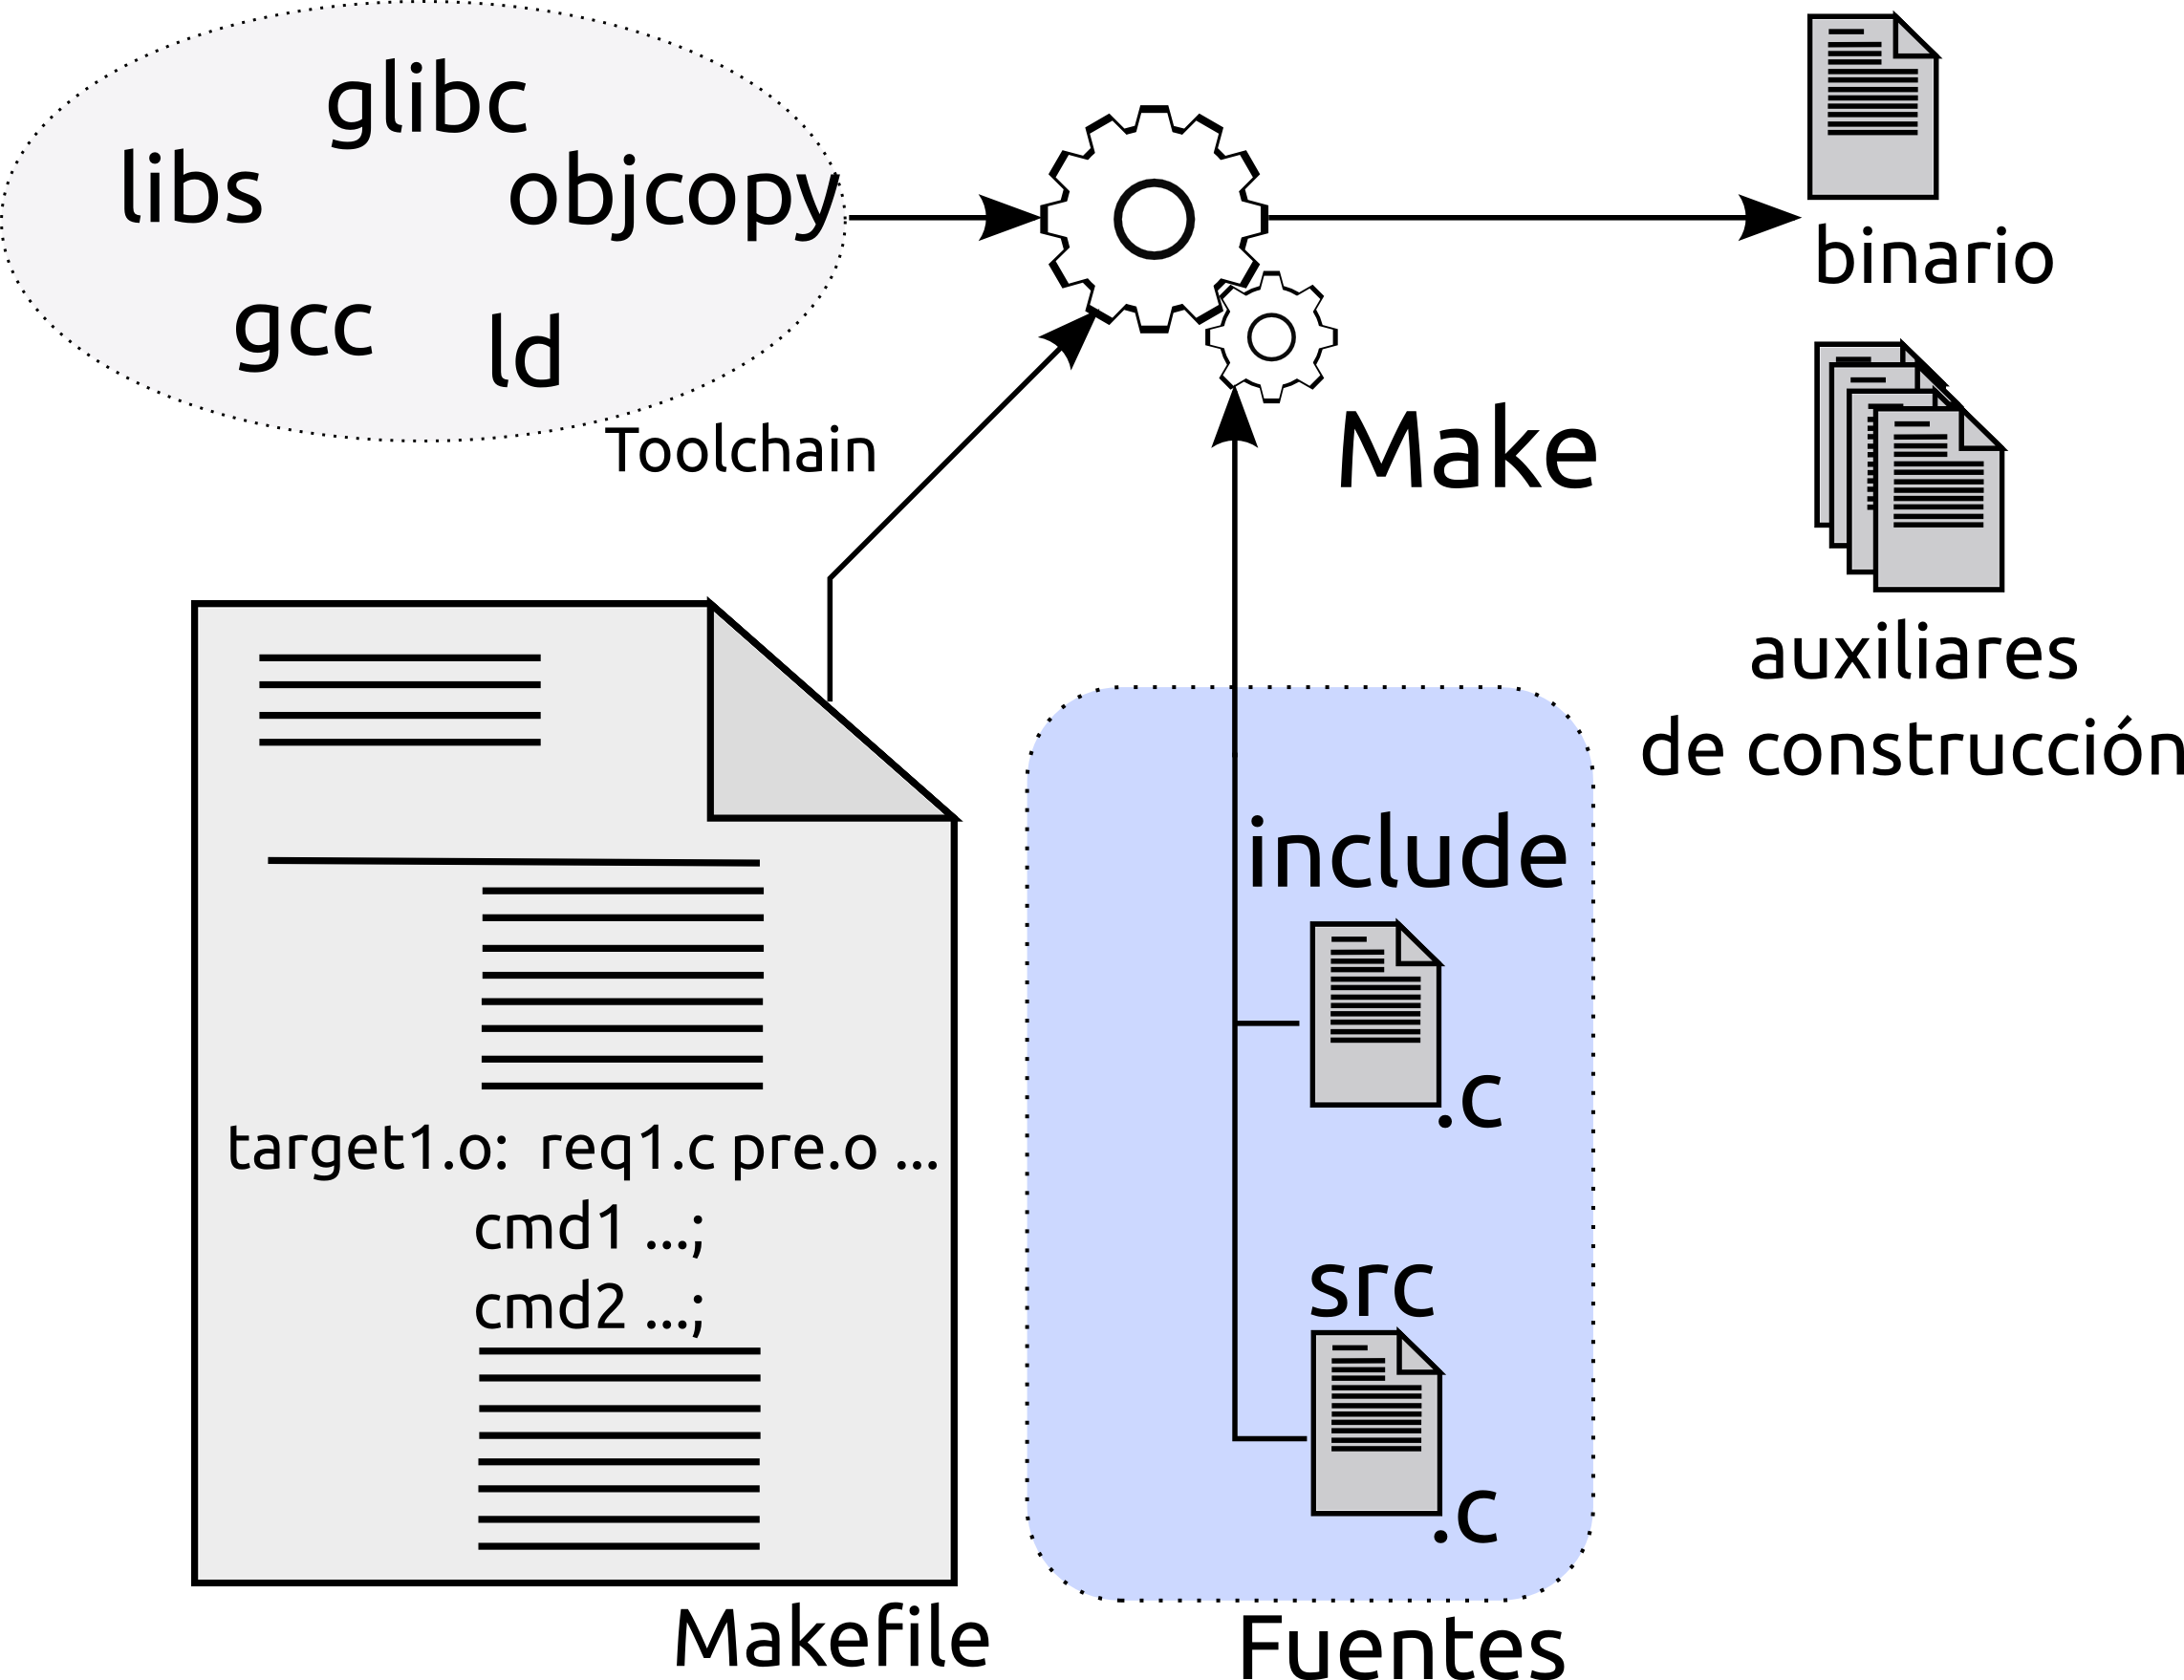 glibc
libs
objcopy
gcc
ld
Toolchain
Make
binario
auxiliares
de construcción
target1.o: req1.c pre.o ...
cmd1 ...;
cmd2 ...;
Makefile
include
.c
src
.c
Fuentes